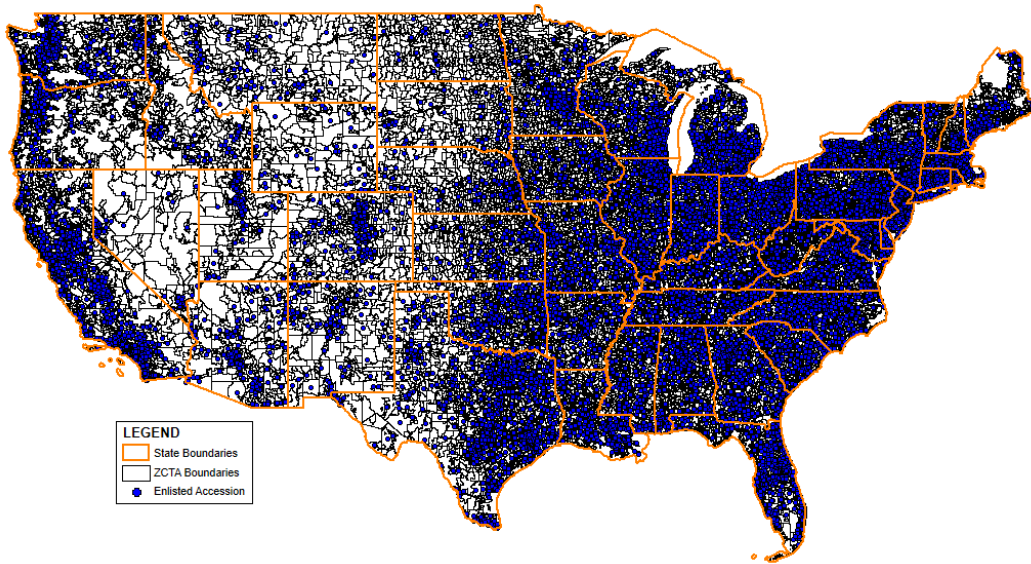 LEGEND
State Boundaries
ZCTA Boundaries
Enlisted Accession